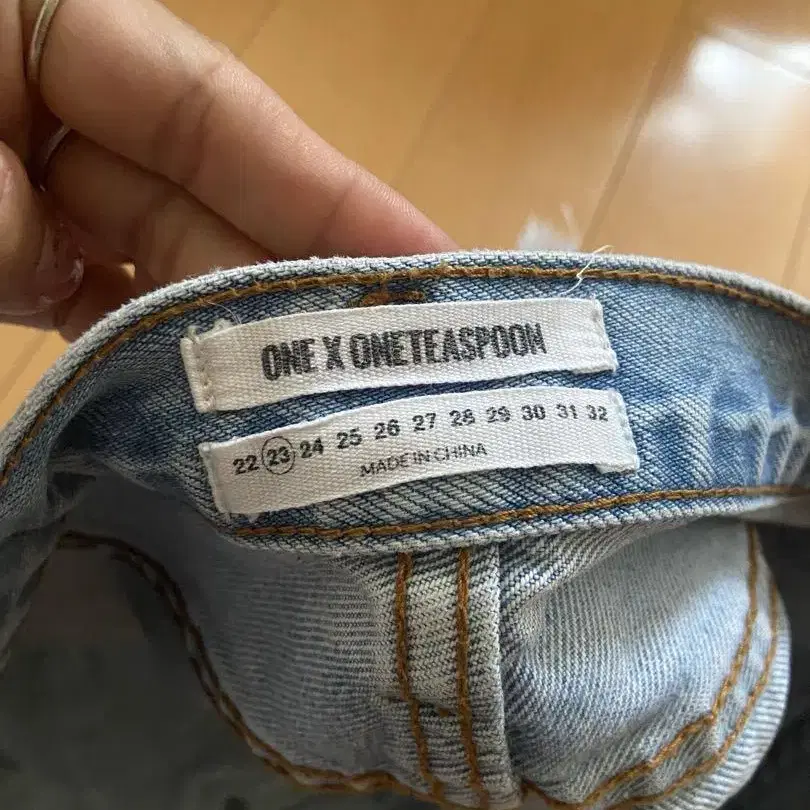 ONE X ONETEASPOON
22 23 24 25 26 27 28 29 30 31 32
MADE IN CHINA